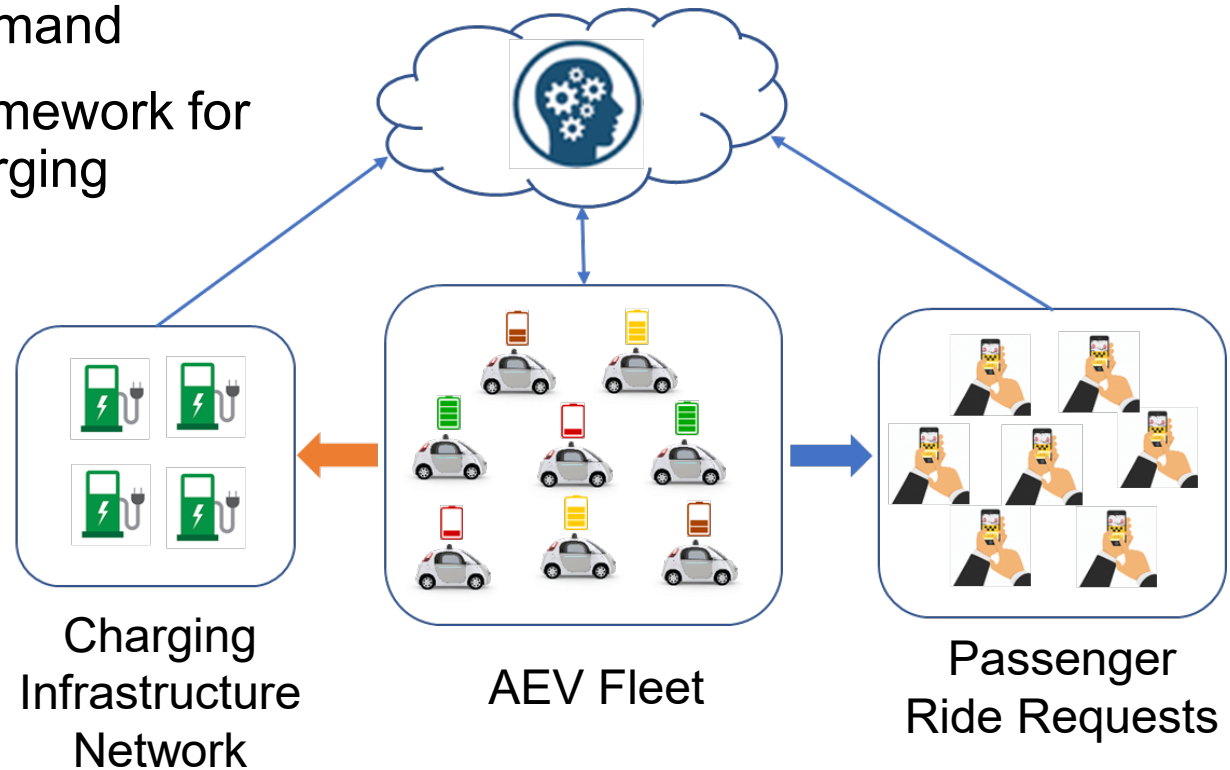 mand
mework for
rging
Charging
Infrastructure
Network
AEV Fleet
Passenger
Ride Requests